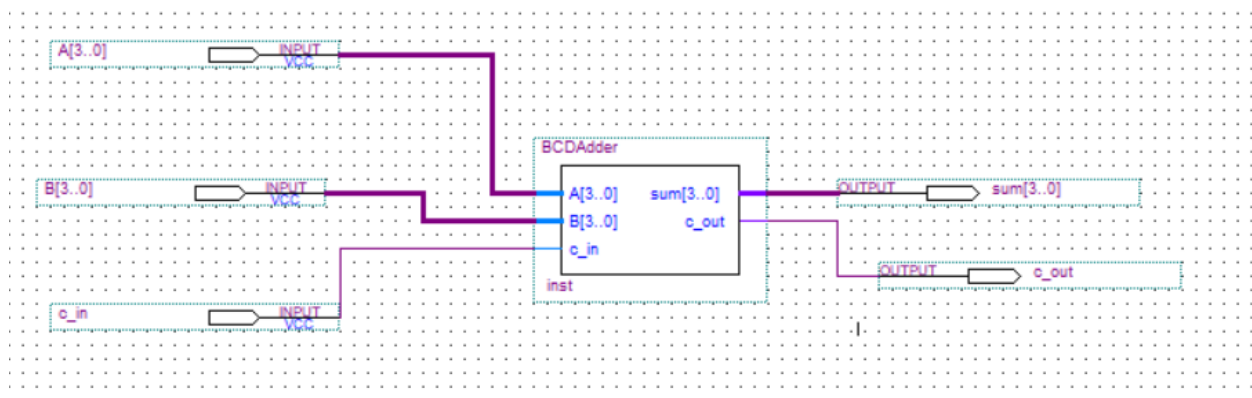 A[3..0] INPUT
VCC
BCDAdder
B[3..0] INPUT
VCC
A[3..0] sum[3..0]
OUTPUT sum[3..0]
B[3..0] c_out
c_in
OUTPUT c_out
inst
c_in INPUT
VCC